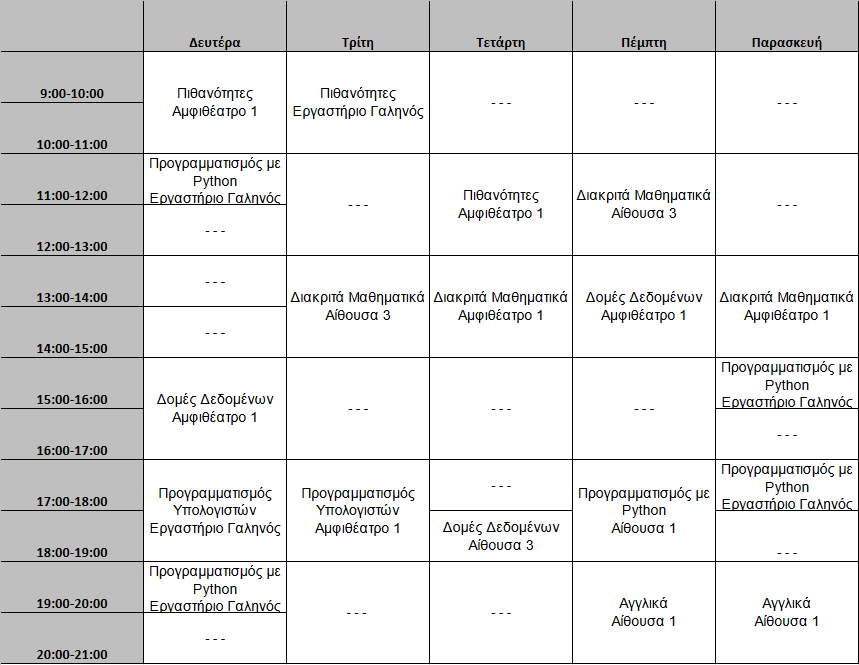 Δευτέρα Τρίτη Τετάρτη Πέμπτη Παρασκευή
9:00-10:00
Πιθανότητες
Αμφιθέατρο 1
Πιθανότητες
Εργαστήριο Γαληνός
- - -
- - -
- - -
10:00-11:00
11:00-12:00
Προγραμματισμός με
Python
Εργαστήριο Γαληνός
- - -
Πιθανότητες
Αμφιθέατρο 1
Διακριτά Μαθηματικά
Αίθουσα 3
- - -
12:00-13:00
- - -
13:00-14:00
- - -
Διακριτά Μαθηματικά
Αίθουσα 3
Διακριτά Μαθηματικά
Αμφιθέατρο 1
Δομές Δεδομένων
Αμφιθέατρο 1
Διακριτά Μαθηματικά
Αμφιθέατρο 1
14:00-15:00
- - -
15:00-16:00
Δομές Δεδομένων
Αμφιθέατρο 1
- - -
- - -
- - -
Προγραμματισμός με
Python
Εργαστήριο Γαληνός
16:00-17:00
- - -
17:00-18:00
Προγραμματισμός
Υπολογιστών
Εργαστήριο Γαληνός
Προγραμματισμός
Υπολογιστών
Αμφιθέατρο 1
- - -
Προγραμματισμός με
Python
Αίθουσα 1
Προγραμματισμός με
Python
Εργαστήριο Γαληνός
18:00-19:00
Δομές Δεδομένων
Αίθουσα 3
- - -
19:00-20:00
Προγραμματισμός με
Python
Εργαστήριο Γαληνός
- - -
- - -
Αγγλικά
Αίθουσα 1
Αγγλικά
Αίθουσα 1
20:00-21:00
- - -